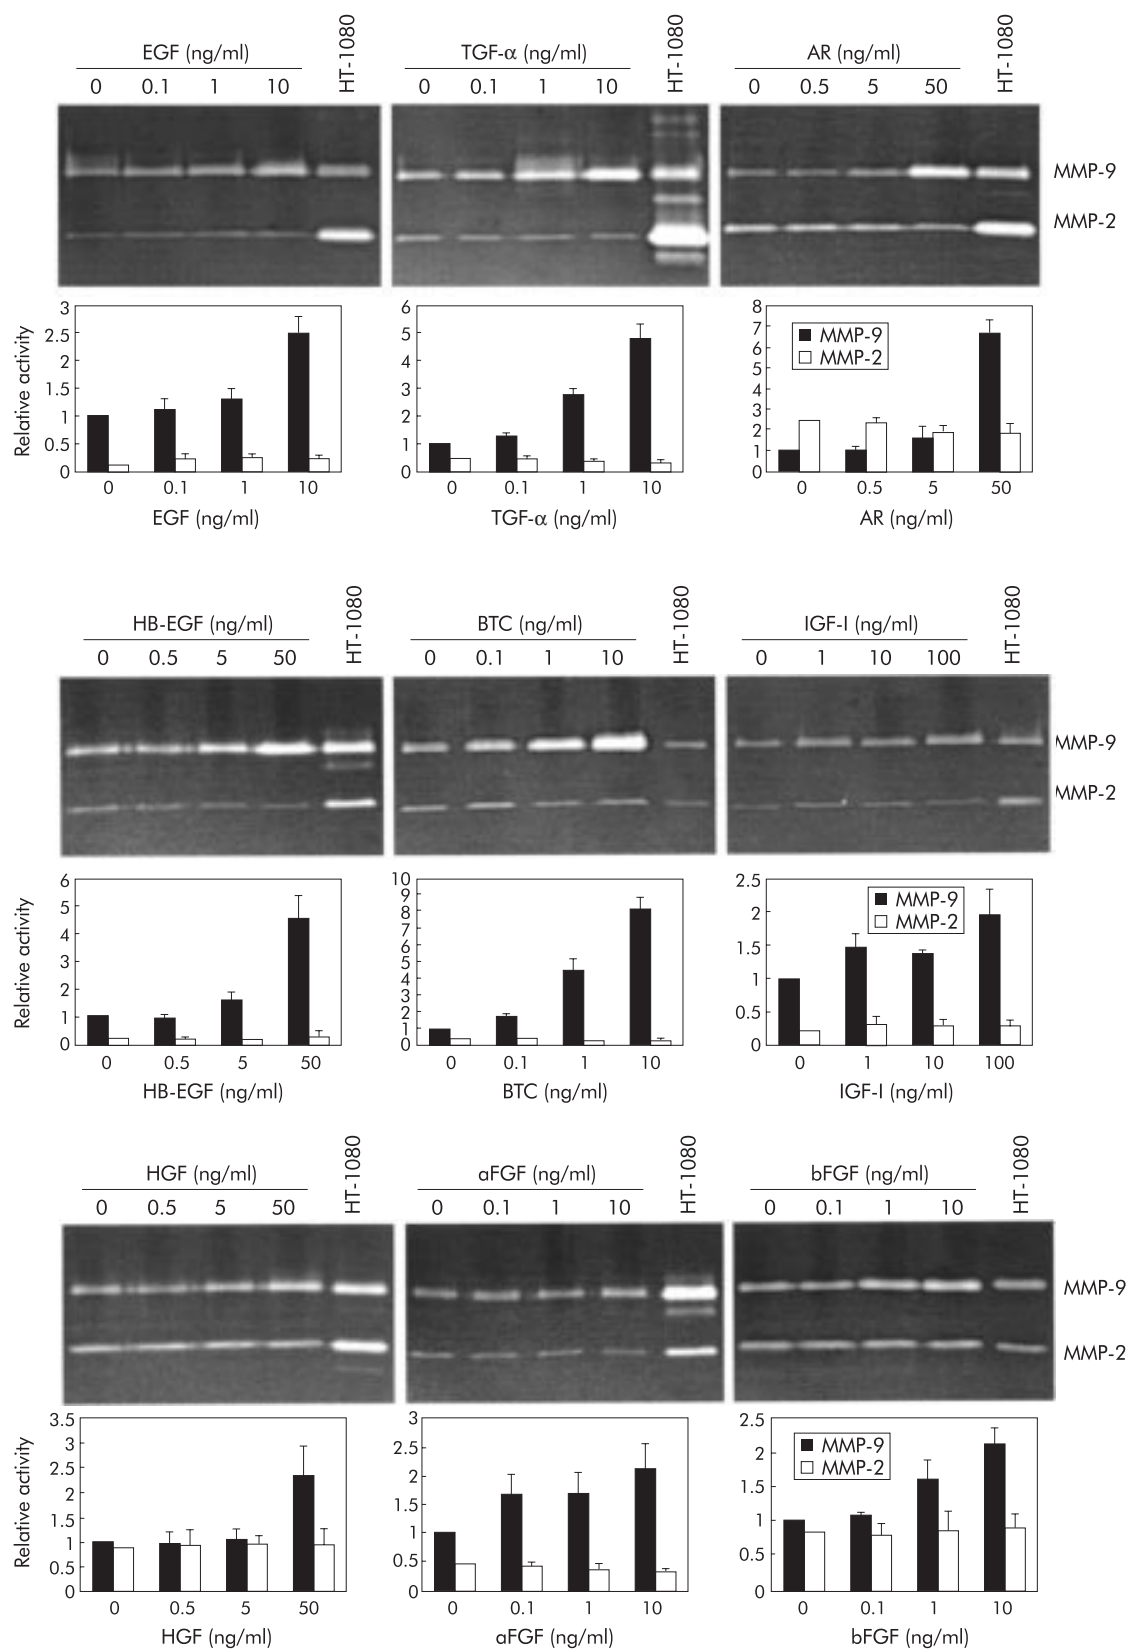 EGF (ng/ml)
0 0.1 1 10 HT-1080
TGF-α (ng/ml)
0 0.1 1 10 HT-1080
AR (ng/ml)
0 0.5 5 50 HT-1080
MMP-9
MMP-2
Relative activity
3
2.5
2
1.5
1
0.5
0
0 0.1 1 10
EGF (ng/ml)
6
5
4
3
2
1
0
0 0.1 1 10
TGF-α (ng/ml)
8
7
6
5
4
3
2
1
0
MMP-9
MMP-2
0 0.5 5 50
AR (ng/ml)
HB-EGF (ng/ml)
0 0.5 5 50 HT-1080
BTC (ng/ml)
0 0.1 1 10 HT-1080
IGF-I (ng/ml)
0 1 10 100 HT-1080
MMP-9
MMP-2
Relative activity
6
5
4
3
2
1
0
0 0.5 5 50
HB-EGF (ng/ml)
10
9
8
7
6
5
4
3
2
1
0
0 0.1 1 10
BTC (ng/ml)
2.5
2
1.5
1
0.5
0
MMP-9
MMP-2
0 1 10 100
IGF-I (ng/ml)
HGF (ng/ml)
0 0.5 5 50 HT-1080
aFGF (ng/ml)
0 0.1 1 10 HT-1080
bFGF (ng/ml)
0 0.1 1 10 HT-1080
MMP-9
MMP-2
Relative activity
3.5
3
2.5
2
1.5
1
0.5
0
0 0.5 5 50
HGF (ng/ml)
3
2.5
2
1.5
1
0.5
0
0 0.1 1 10
aFGF (ng/ml)
2.5
2
1.5
1
0.5
0
MMP-9
MMP-2
0 0.1 1 10
bFGF (ng/ml)